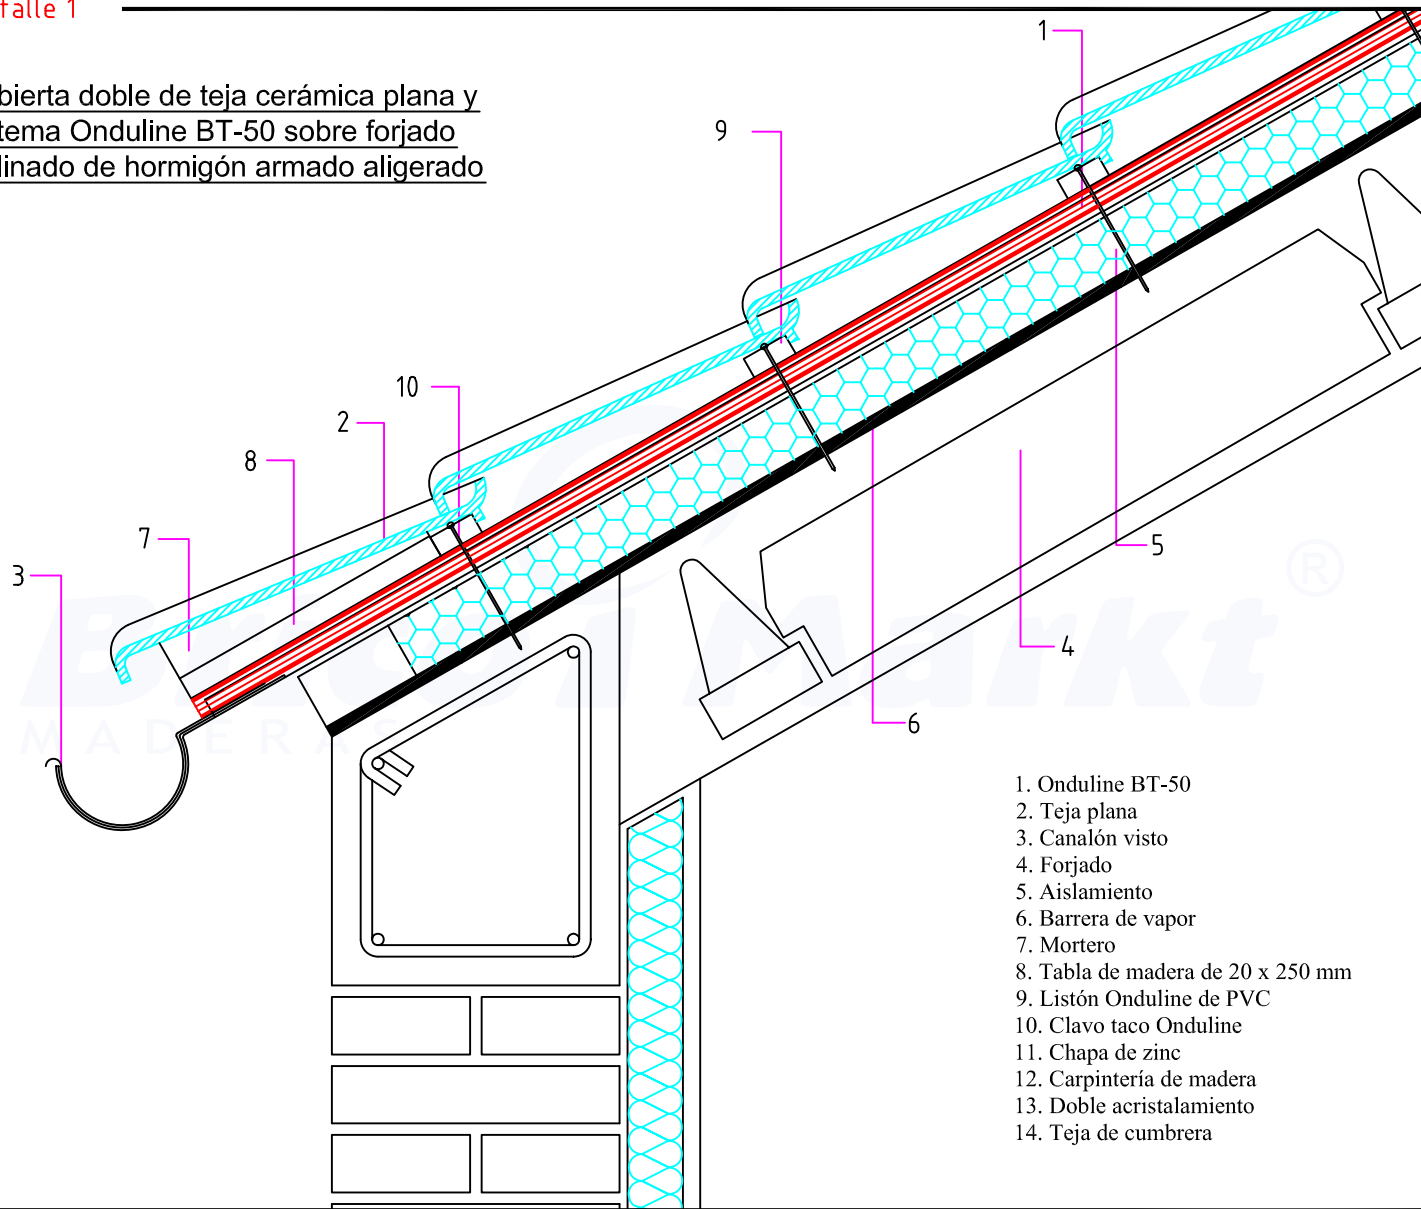 talle 1
bierta doble de teja cerámica plana y
tema Onduline BT-50 sobre forjado
linado de hormigón armado aligerado
1
9
10
2
8
7
3
5
4
6
Brico Markt ®
MADERAS
1. Onduline BT-50
2. Teja plana
3. Canalón visto
4. Forjado
5. Aislamiento
6. Barrera de vapor
7. Mortero
8. Tabla de madera de 20 x 250 mm
9. Listón Onduline de PVC
10. Clavo taco Onduline
11. Chapa de zinc
12. Carpintería de madera
13. Doble acristalamiento
14. Teja de cumbrera